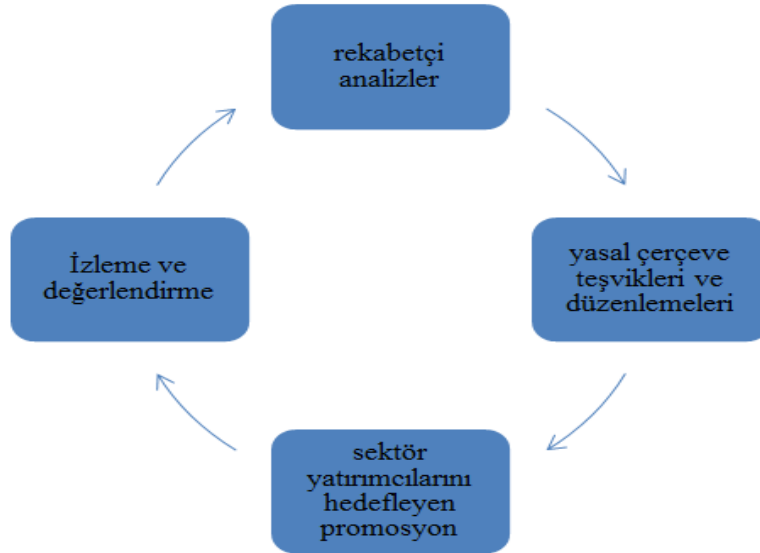 rekabetçi
analizler
yasal çerçeve
teşvikleri ve
düzenlemeleri
sektör
yatırımcılarını
hedefleyen
promosyon
İzleme ve
değerlendirme